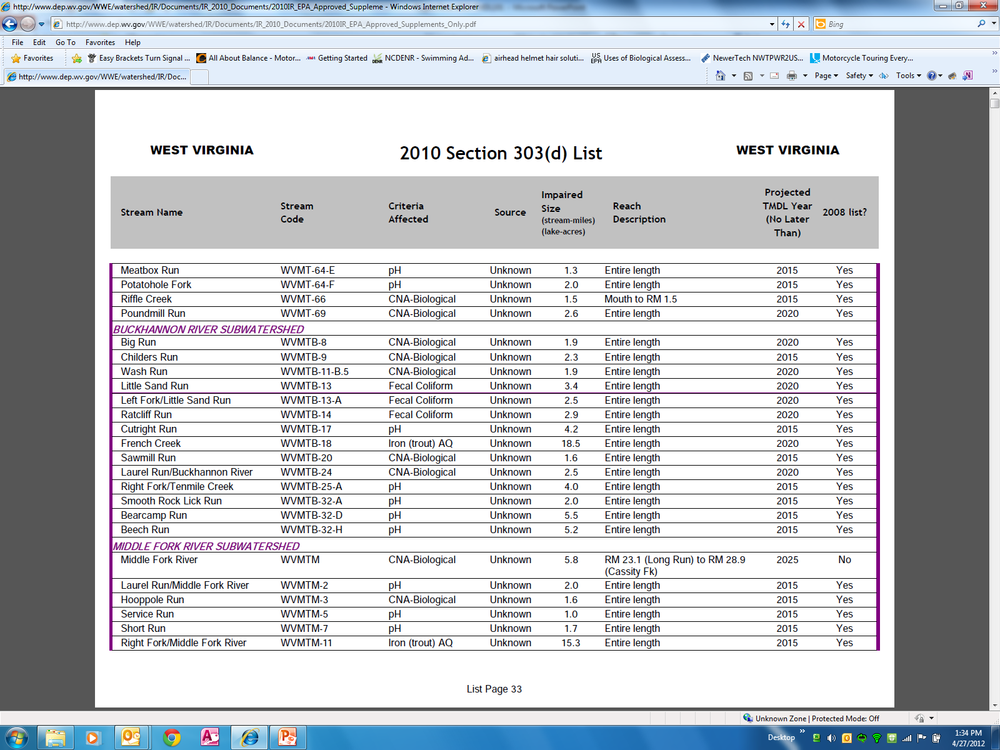 http://www.dep.wv.gov/WWE/watershed/IR/Documents/IR_2010_Documents/2010IR_EPA_Approved_Suppleme - Windows Internet Explorer
http://www.dep.wv.gov/WWE/watershed/IR/Documents/IR_2010_Documents/2010IR_EPA_Approved_Supplements_Only.pdf Bing
File Edit Go To Favorites Help
Favorites Easy Brackets Turn Signal ... All About Balance - Motor... Getting Started NCDENR - Swimming Ad... airhead helmet hair soluti... US EPA Uses of Biological Assess... NewerTech NWTPWR2US... Motorcycle Touring Every...
http://www.dep.wv.gov/WWE/watershed/IR/Doc... Page Safety Tools
WEST VIRGINIA 2010 Section 303(d) List WEST VIRGINIA
Stream Name Stream Code Criteria Affected Source Impaired Size (stream-miles) (lake-acres) Reach Description Projected TMDL Year (No Later Than) 2008 list?
Meatbox Run WVMT-64-E pH Unknown 1.3 Entire length 2015 Yes
Potatohole Fork WVMT-64-F pH Unknown 2.0 Entire length 2015 Yes
Riffle Creek WVMT-66 CNA-Biological Unknown 1.5 Mouth to RM 1.5 2015 Yes
Poundmill Run WVMT-69 CNA-Biological Unknown 2.6 Entire length 2020 Yes
BUCKHANNON RIVER SUBWATERSHED
Big Run WVMTB-8 CNA-Biological Unknown 1.9 Entire length 2020 Yes
Childers Run WVMTB-9 CNA-Biological Unknown 2.3 Entire length 2015 Yes
Wash Run WVMTB-11-B.5 CNA-Biological Unknown 1.9 Entire length 2020 Yes
Little Sand Run WVMTB-13 Fecal Coliform Unknown 3.4 Entire length 2020 Yes
Left Fork/Little Sand Run WVMTB-13-A Fecal Coliform Unknown 2.5 Entire length 2020 Yes
Ratcliff Run WVMTB-14 Fecal Coliform Unknown 2.9 Entire length 2020 Yes
Cutright Run WVMTB-17 pH Unknown 4.2 Entire length 2015 Yes
French Creek WVMTB-18 Iron (trout) AQ Unknown 18.5 Entire length 2020 Yes
Sawmill Run WVMTB-20 CNA-Biological Unknown 1.6 Entire length 2015 Yes
Laurel Run/Buckhannon River WVMTB-24 CNA-Biological Unknown 2.5 Entire length 2020 Yes
Right Fork/Tenmile Creek WVMTB-25-A pH Unknown 4.0 Entire length 2015 Yes
Smooth Rock Lick Run WVMTB-32-A pH Unknown 2.0 Entire length 2015 Yes
Bearcamp Run WVMTB-32-D pH Unknown 5.5 Entire length 2015 Yes
Beech Run WVMTB-32-H pH Unknown 5.2 Entire length 2015 Yes
MIDDLE FORK RIVER SUBWATERSHED
Middle Fork River WVMTM CNA-Biological Unknown 5.8 RM 23.1 (Long Run) to RM 28.9 2025 No
(Cassity Fk)
Laurel Run/Middle Fork River WVMTM-2 pH Unknown 2.0 Entire length 2015 Yes
Hooppole Run WVMTM-3 CNA-Biological Unknown 1.6 Entire length 2015 Yes
Service Run WVMTM-5 pH Unknown 1.0 Entire length 2015 Yes
Short Run WVMTM-7 pH Unknown 1.7 Entire length 2015 Yes
Right Fork/Middle Fork River WVMTM-11 Iron (trout) AQ Unknown 15.3 Entire length 2015 Yes
List Page 33
Unknown Zone | Protected Mode: Off
Desktop 1:34 PM
4/27/2012